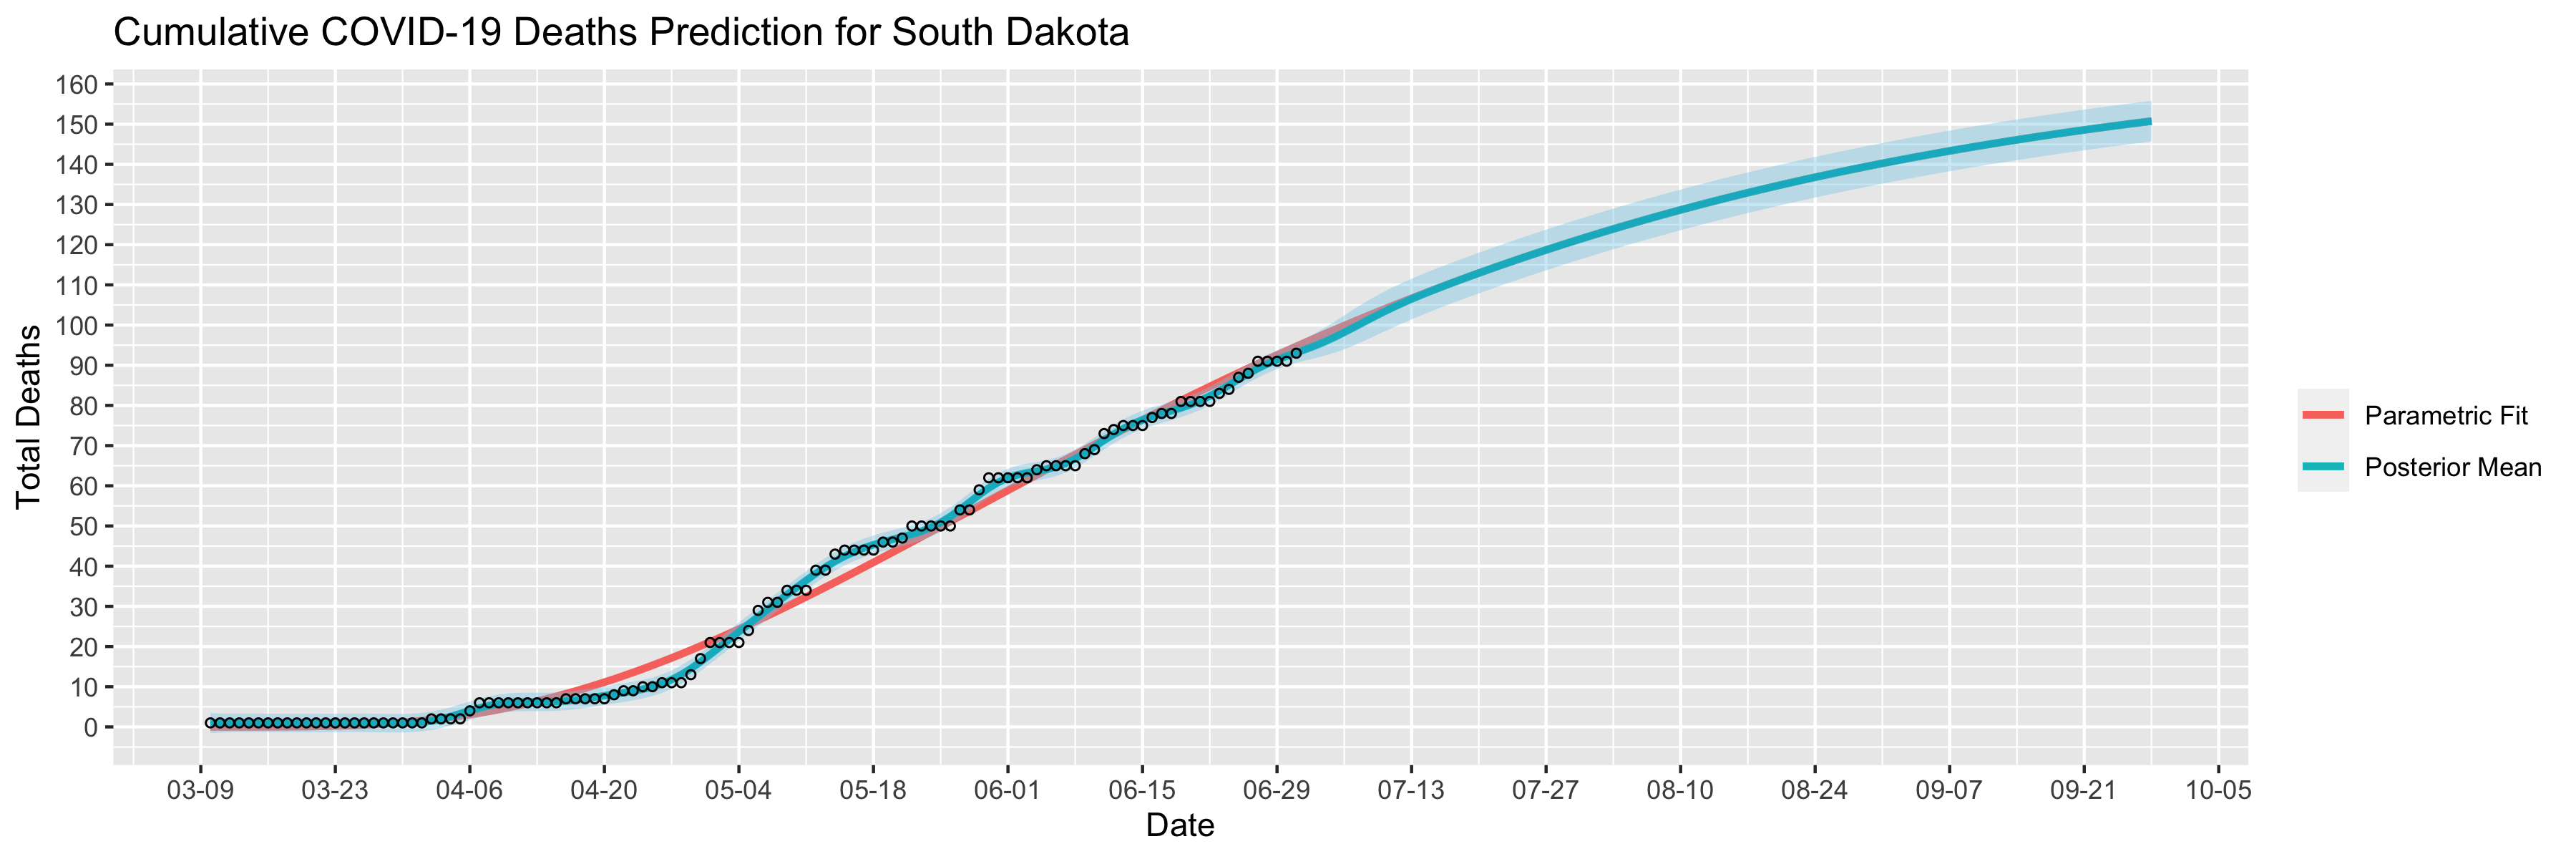 Cumulative COVID-19 Deaths Prediction for South Dakota
160
150
140
130
120
110
100
90
80
70
60
50
40
30
20
10
0
Total Deaths
03-09 03-23 04-06 04-20 05-04 05-18 06-01 06-15 06-29 07-13 07-27 08-10 08-24 09-07 09-21 10-05
Date
Parametric Fit
Posterior Mean